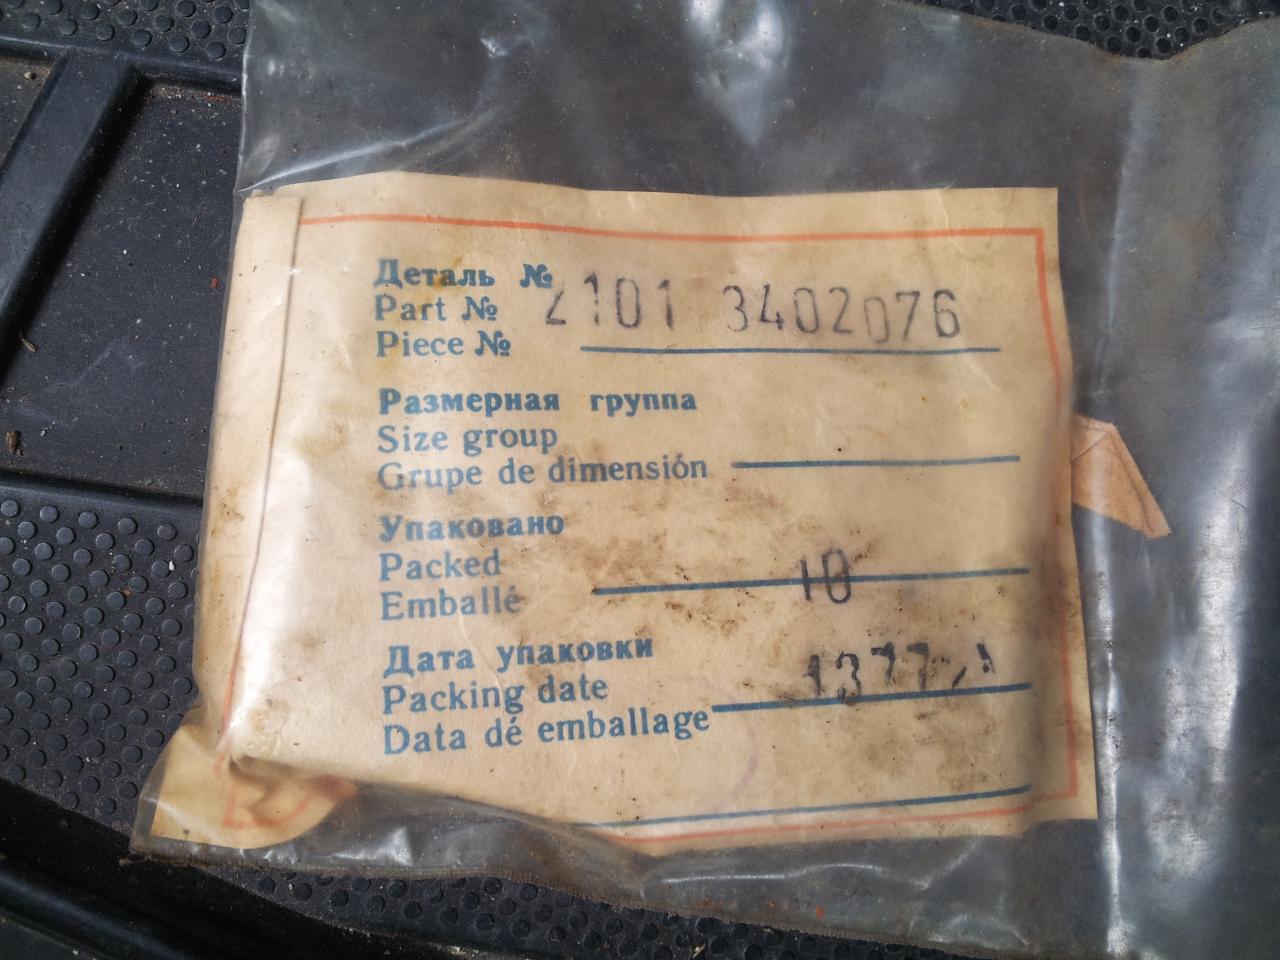 Деталь №
Part № 2101 3402076
Piece №
Размерная группа
Size group
Grupe de dimensión
Упаковано
Packed 10
Emballé
Дата упаковки
Packing date
Data dé emballage